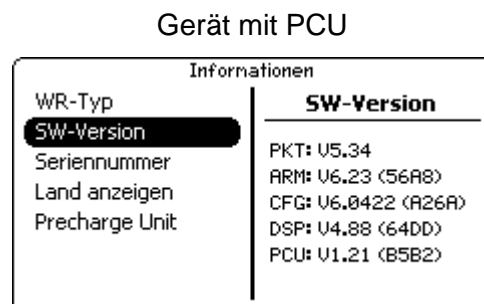 Gerät mit PCU
Informationen
WR-Typ
SW-Version
Seriennummer
Land anzeigen
Precharge Unit
SW-Version
PKT: V5.34
ARM: V6.23 (56A8)
CFG: V6.0422 (A26A)
DSP: V4.88 (64DD)
PCU: V1.21 (B5B2)